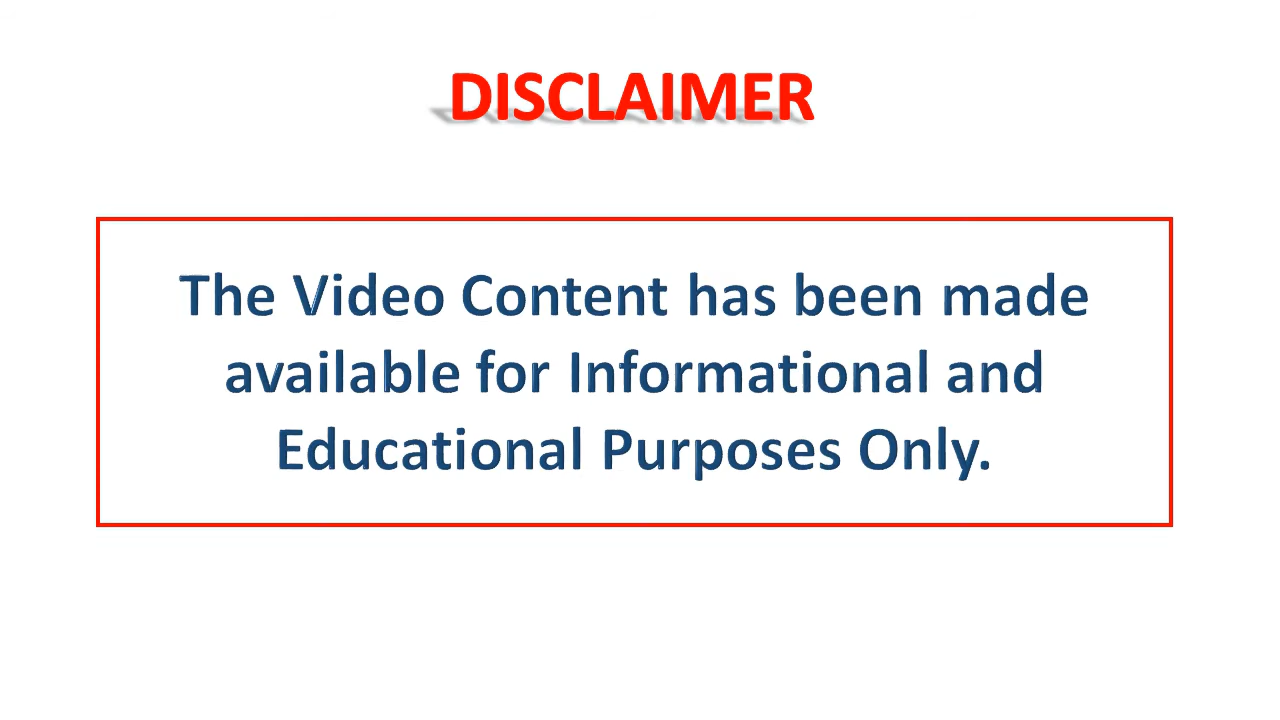 DISCLAIMER
The Video Content has been made
available for Informational and
Educational Purposes Only.